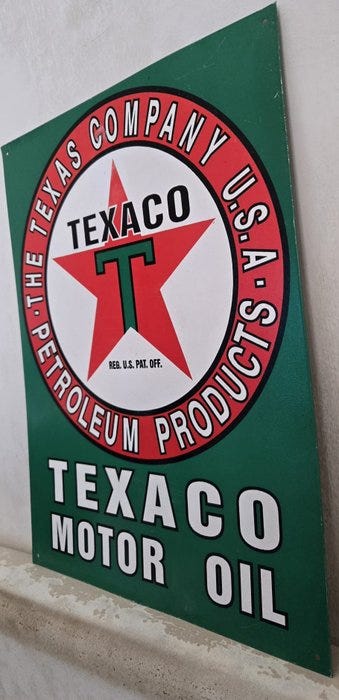 ·THE TEXAS COMPANY U.S.A·
PETROLEUM PRODUCTS
TEXACO
T
REG. U.S. PAT. OFF.
TEXACO
MOTOR OIL